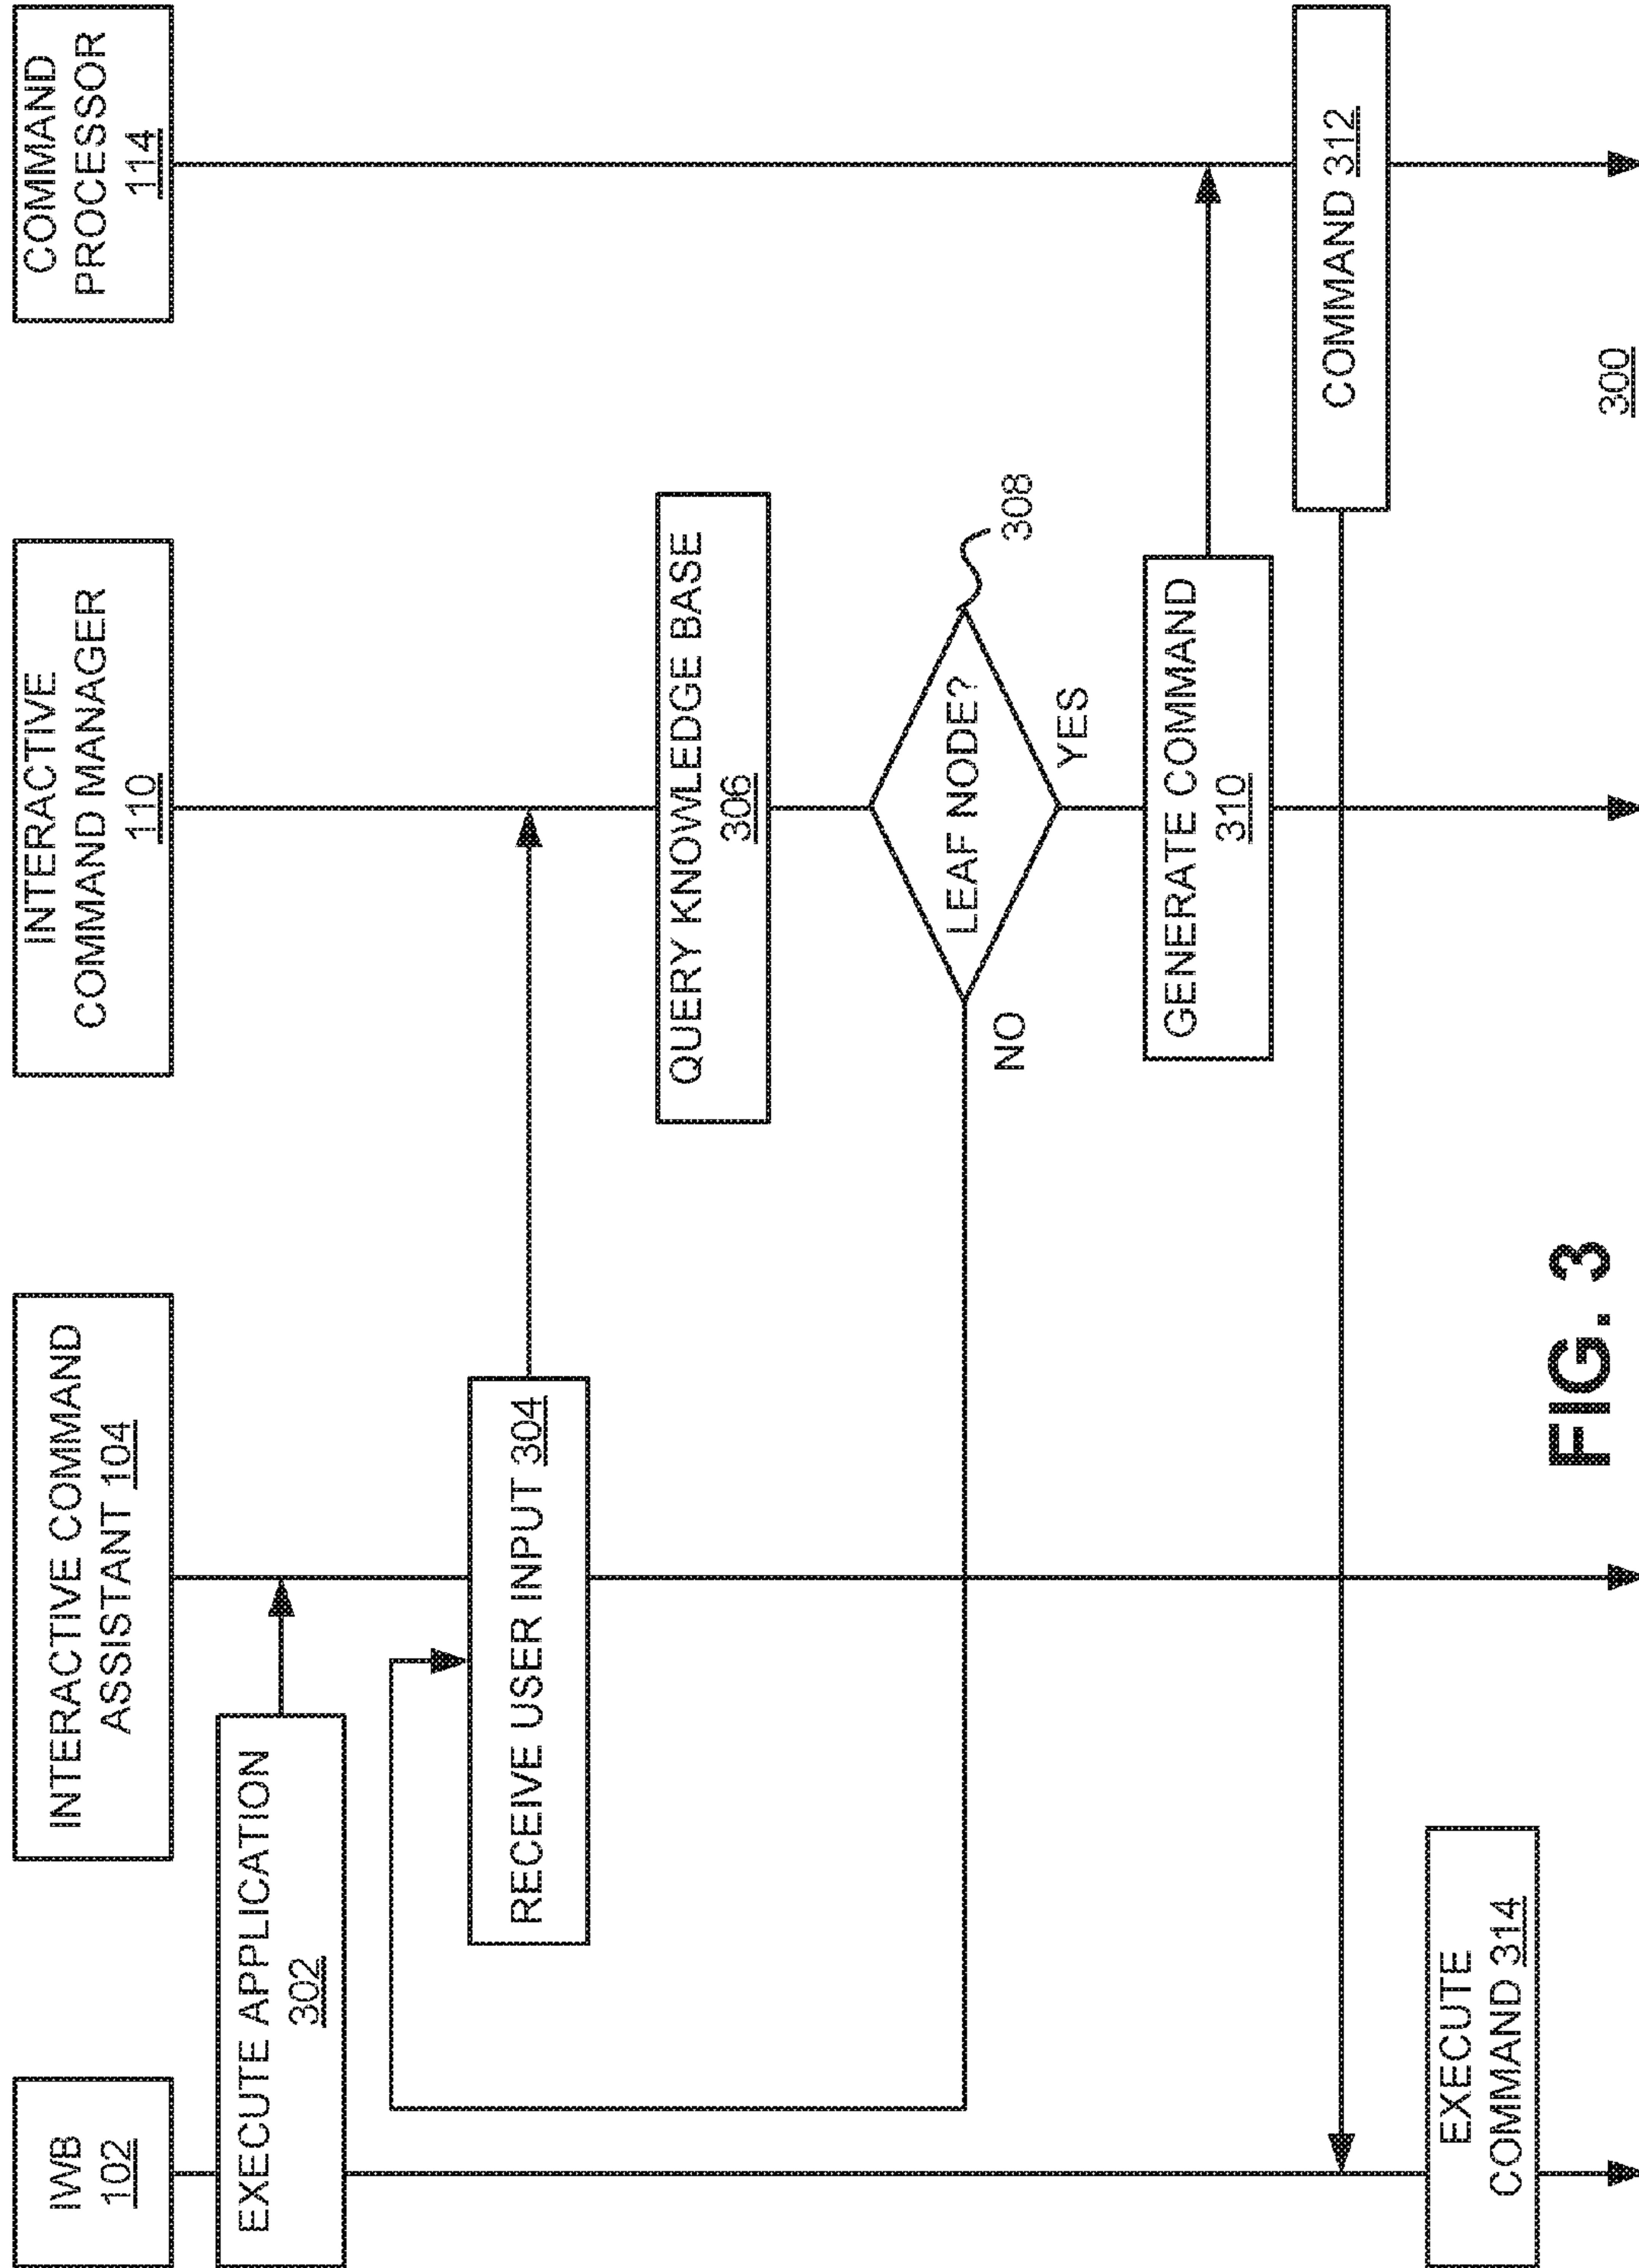 IWB
102
INTERACTIVE COMMAND
ASSISTANT 104
INTERACTIVE
COMMAND MANAGER
110
COMMAND
PROCESSOR
114
EXECUTE APPLICATION
302
RECEIVE USER INPUT 304
QUERY KNOWLEDGE BASE
306
LEAF NODE?
308
NO
YES
GENERATE COMMAND
310
COMMAND 312
EXECUTE
COMMAND 314
300
FIG. 3